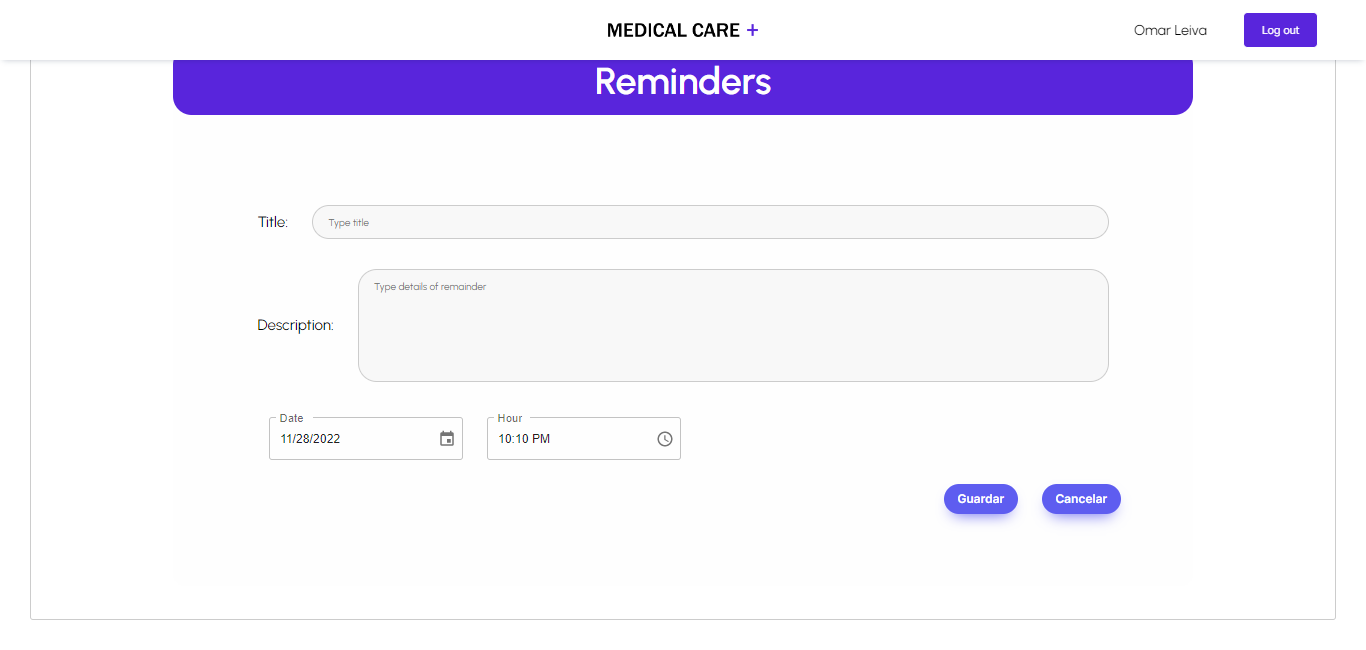 MEDICAL CARE +
Omar Leiva
Log out
Reminders
Title:
Type title
Description:
Type details of remainder
Date
11/28/2022
Hour
10:10 PM
Guardar
Cancelar